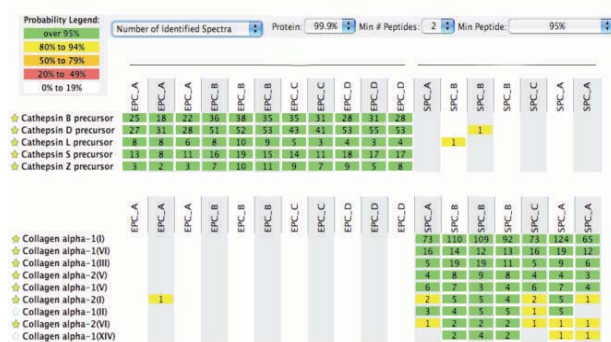 Probability Legend:
over 95%
80% to 94%
50% to 79%
20% to 49%
0% to 19%
Number of Identified Spectra Protein: 99.9% Min # Peptides: 2 Min Peptide: 95%
EPC_A EPC_A EPC_A EPC_B EPC_B EPC_B EPC_C EPC_C EPC_D EPC_D EPC_D SPC_A SPC_B SPC_B SPC_B SPC_C SPC_A SPC_A
Cathepsin B precursor 25 18 22 36 38 35 35 31 28 31 28
Cathepsin D precursor 27 31 28 51 52 53 43 41 53 55 53 1
Cathepsin L precursor 8 8 6 8 10 9 5 3 4 3 4 1
Cathepsin S precursor 13 8 11 16 19 15 14 11 18 17 17
Cathepsin Z precursor 3 2 3 7 10 11 9 7 9 5 8
EPC_A EPC_A EPC_A EPC_B EPC_B EPC_B EPC_C EPC_C EPC_D EPC_D EPC_D SPC_A SPC_B SPC_B SPC_B SPC_C SPC_A SPC_A
Collagen alpha-1(I) 73 110 109 92 73 124 65
Collagen alpha-1(VI) 16 14 12 13 16 19 12
Collagen alpha-1(III) 5 19 19 11 5 9 6
Collagen alpha-2(V) 4 8 9 8 4 4 3
Collagen alpha-1(V) 6 7 3 4 6 7 4
Collagen alpha-2(I) 1 2 5 5 4 2 5 1
Collagen alpha-1(II) 3 4 5 5 1 5
Collagen alpha-2(VI) 1 2 2 2 1 1 1
Collagen alpha-1(XIV) 2 4 2 1 1